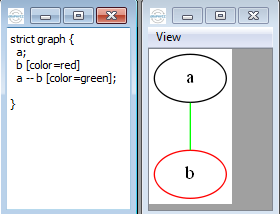 strict graph {
a;
b [color=red]
a -- b [color=green];
}
View
a
b